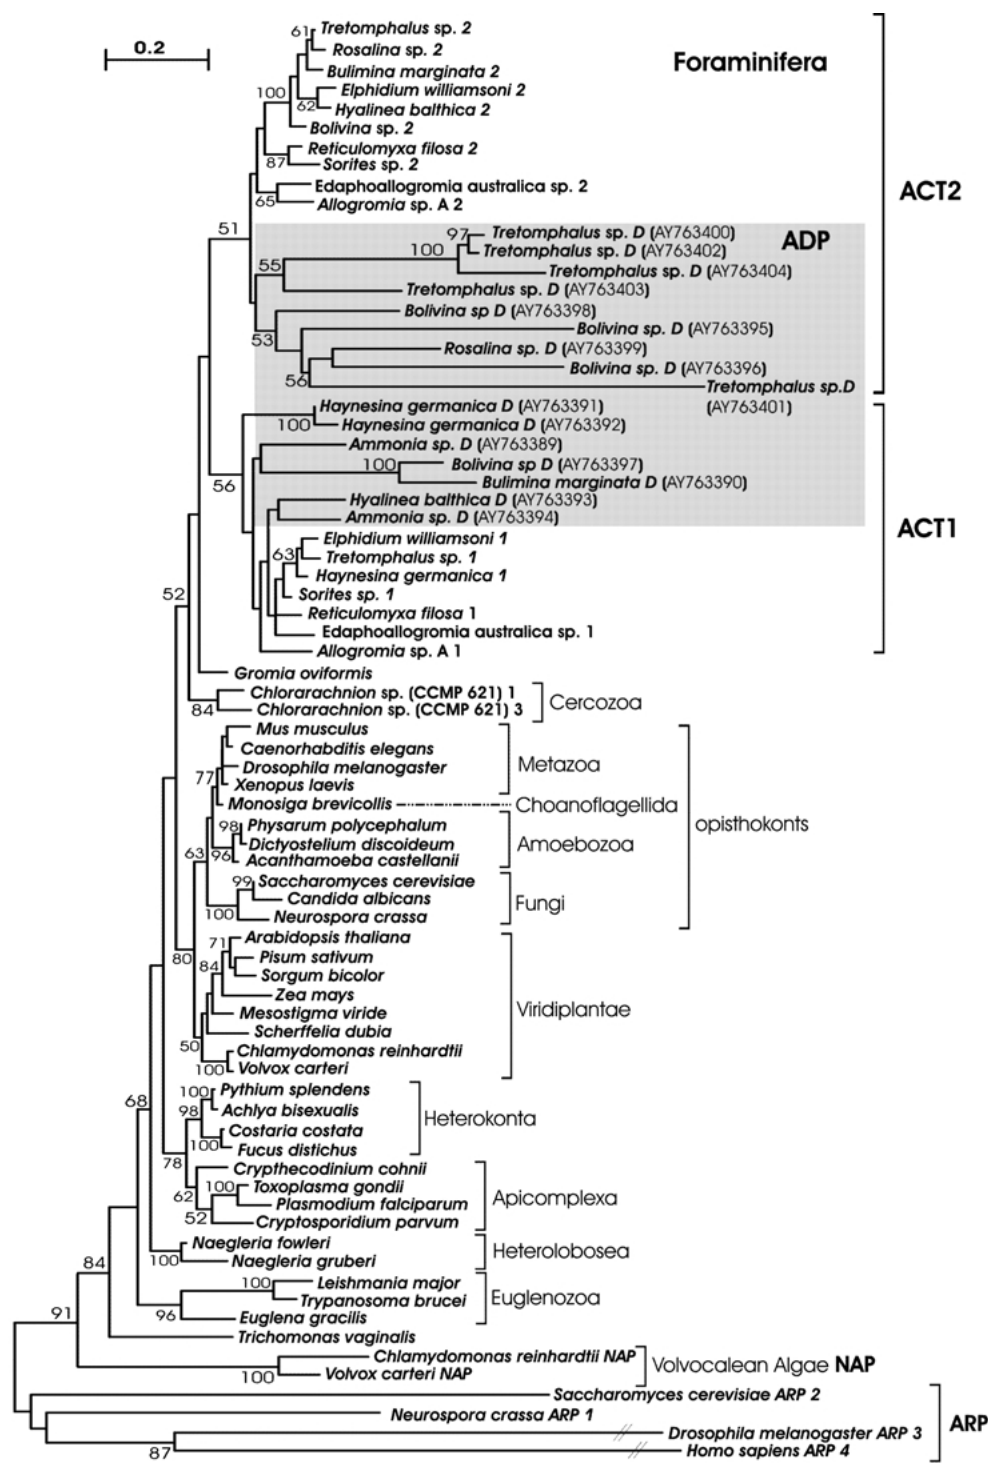 0.2
Foraminifera
61 Tretomphalus sp. 2
Rosalina sp. 2
Bulimina marginata 2
100
Elphidium williamsoni 2
62 Hyalinea balthica 2
Bolivina sp. 2
Reticulomyxa filosa 2
87 Sorites sp. 2
Edaphoallogromia australica sp. 2
65 Allogromia sp. A 2
ACT2
51
97 Tretomphalus sp. D (AY763400)
ADP
100 Tretomphalus sp. D (AY763402)
55 Tretomphalus sp. D (AY763404)
Tretomphalus sp. D (AY763403)
Bolivina sp D (AY763398)
53 Bolivina sp. D (AY763395)
Rosalina sp. D (AY763399)
Bolivina sp. D (AY763396)
56 Tretomphalus sp.D
(AY763401)
Haynesina germanica D (AY763391)
100 Haynesina germanica D (AY763392)
Ammonia sp. D (AY763389)
100 Bolivina sp D (AY763397)
Bulimina marginata D (AY763390)
56
Hyalinea balthica D (AY763393)
Ammonia sp. D (AY763394)
ACT1
Elphidium williamsoni 1
63 Tretomphalus sp. 1
Haynesina germanica 1
52 Sorites sp. 1
Reticulomyxa filosa 1
Edaphoallogromia australica sp. 1
Allogromia sp. A 1
Gromia oviformis
Chlorarachnion sp. (CCMP 621) 1
84 Chlorarachnion sp. (CCMP 621) 3
Cercozoa
Mus musculus
Caenorhabditis elegans
Drosophila melanogaster
77 Xenopus laevis
Metazoa
Monosiga brevicollis
Choanoflagellida
98 Physarum polycephalum
Dictyostelium discoideum
63 96 Acanthamoeba castellanii
Amoebozoa
opisthokonts
99 Saccharomyces cerevisiae
Candida albicans
100 Neurospora crassa
Fungi
71 Arabidopsis thaliana
80 Pisum sativum
84 Sorgum bicolor
Zea mays
Mesostigma viride
Scherffelia dubia
50 Chlamydomonas reinhardtii
100 Volvox carteri
Viridiplantae
100 Pythium splendens
68 98 Achlya bisexualis
Costaria costata
100 Fucus distichus
Heterokonta
78 Crypthecodinium cohnii
100 Toxoplasma gondii
62 Plasmodium falciparum
52 Cryptosporidium parvum
Apicomplexa
Naegleria fowleri
100 Naegleria gruberi
Heterolobosea
84
100 Leishmania major
Trypanosoma brucei
96 Euglena gracilis
Euglenozoa
91
Trichomonas vaginalis
Chlamydomonas reinhardtii NAP
100 Volvox carteri NAP
Volvocalean Algae NAP
Saccharomyces cerevisiae ARP 2
Neurospora crassa ARP 1
Drosophila melanogaster ARP 3
87 Homo sapiens ARP 4
ARP